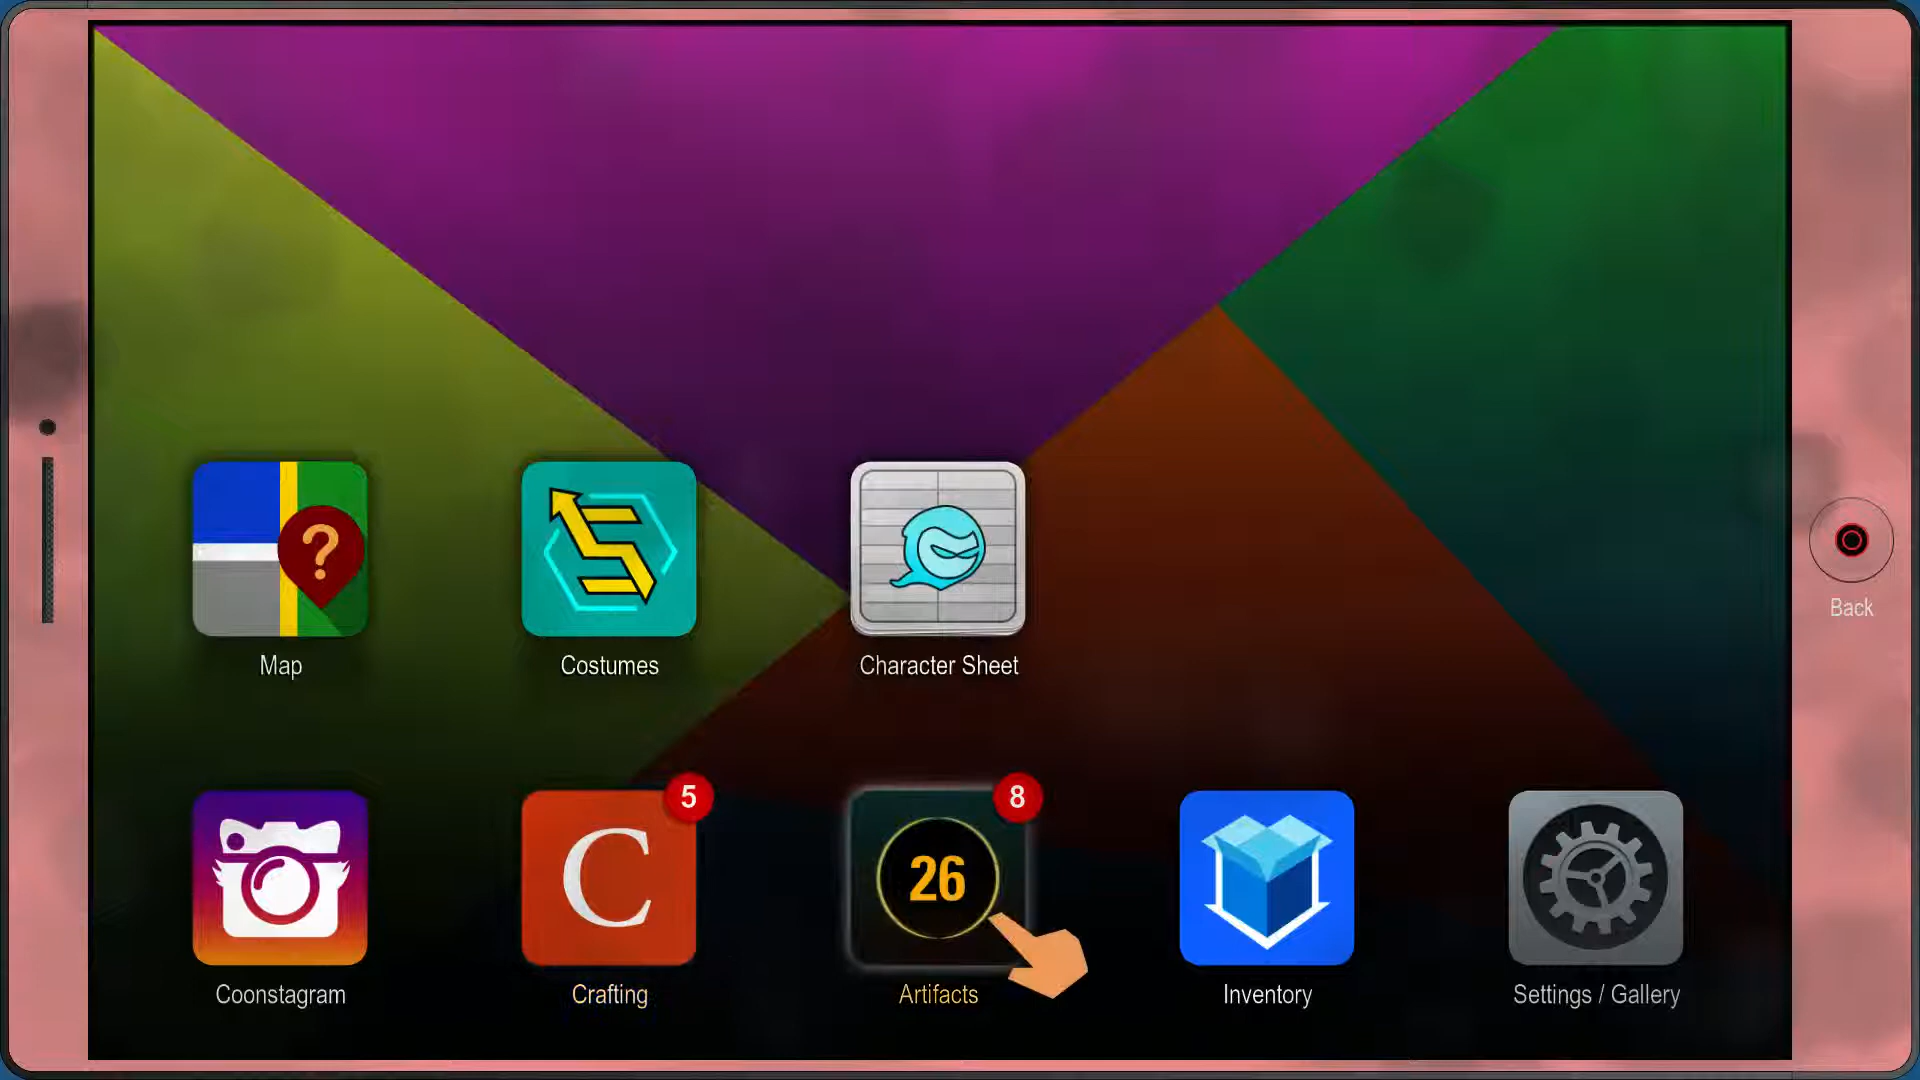 Map
Costumes
Character Sheet
Back
5
8
C
26
Coonstagram
Crafting
Artifacts
Inventory
Settings / Gallery